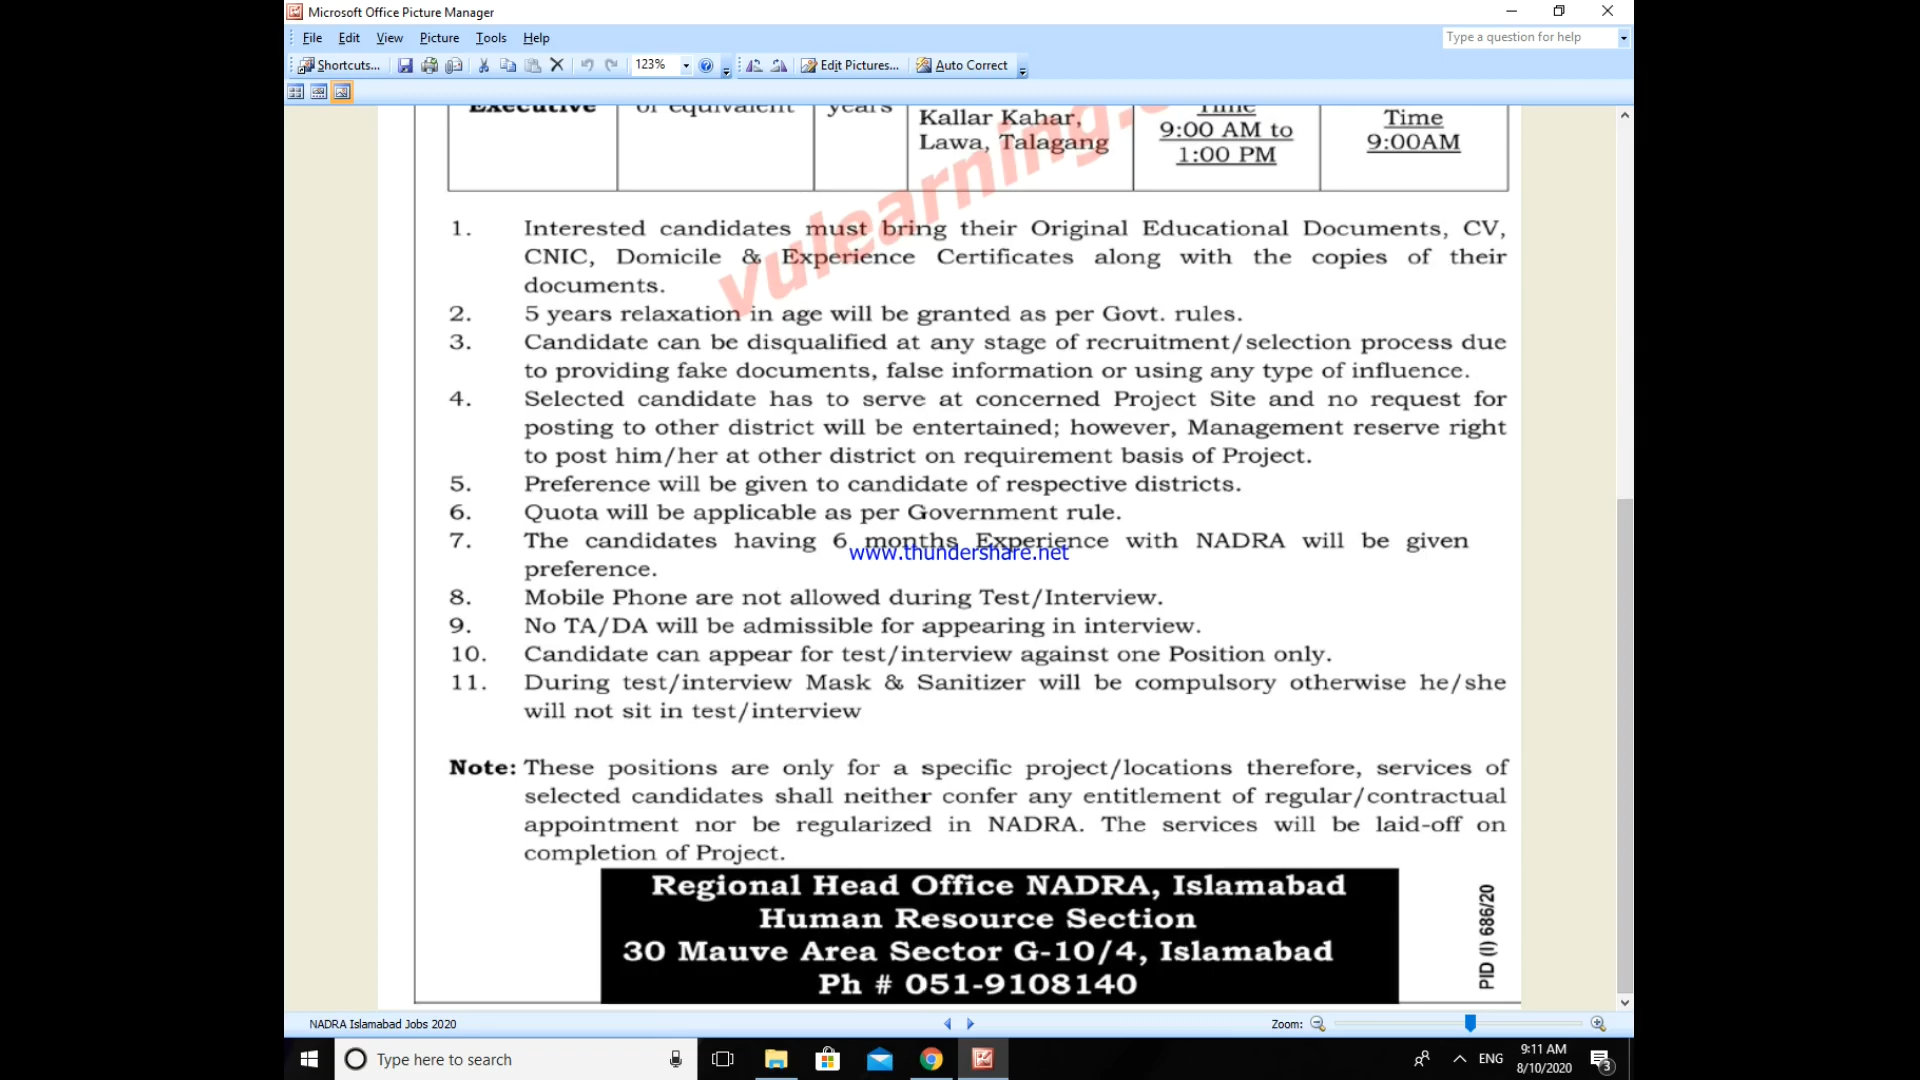 Microsoft Office Picture Manager
File Edit View Picture Tools Help
Type a question for help
Shortcuts... 123% Edit Pictures... Auto Correct
Executive or equivalent years Kallar Kahar, Time Time
Lawa, Talagang 9:00 AM to 9:00AM
1:00 PM
vulearning.
1. Interested candidates must bring their Original Educational Documents, CV,
CNIC, Domicile & Experience Certificates along with the copies of their
documents.
2. 5 years relaxation in age will be granted as per Govt. rules.
3. Candidate can be disqualified at any stage of recruitment/selection process due
to providing fake documents, false information or using any type of influence.
4. Selected candidate has to serve at concerned Project Site and no request for
posting to other district will be entertained; however, Management reserve right
to post him/her at other district on requirement basis of Project.
5. Preference will be given to candidate of respective districts.
6. Quota will be applicable as per Government rule.
7. The candidates having 6 months Experience with NADRA will be given
www.thundershare.net
preference.
8. Mobile Phone are not allowed during Test/Interview.
9. No TA/DA will be admissible for appearing in interview.
10. Candidate can appear for test/interview against one Position only.
11. During test/interview Mask & Sanitizer will be compulsory otherwise he/she
will not sit in test/interview
Note: These positions are only for a specific project/locations therefore, services of
selected candidates shall neither confer any entitlement of regular/contractual
appointment nor be regularized in NADRA. The services will be laid-off on
completion of Project.
Regional Head Office NADRA, Islamabad
Human Resource Section
30 Mauve Area Sector G-10/4, Islamabad
Ph # 051-9108140
PID (I) 686/20
NADRA Islamabad Jobs 2020 Zoom:
Type here to search ENG 9:11 AM
8/10/2020 3